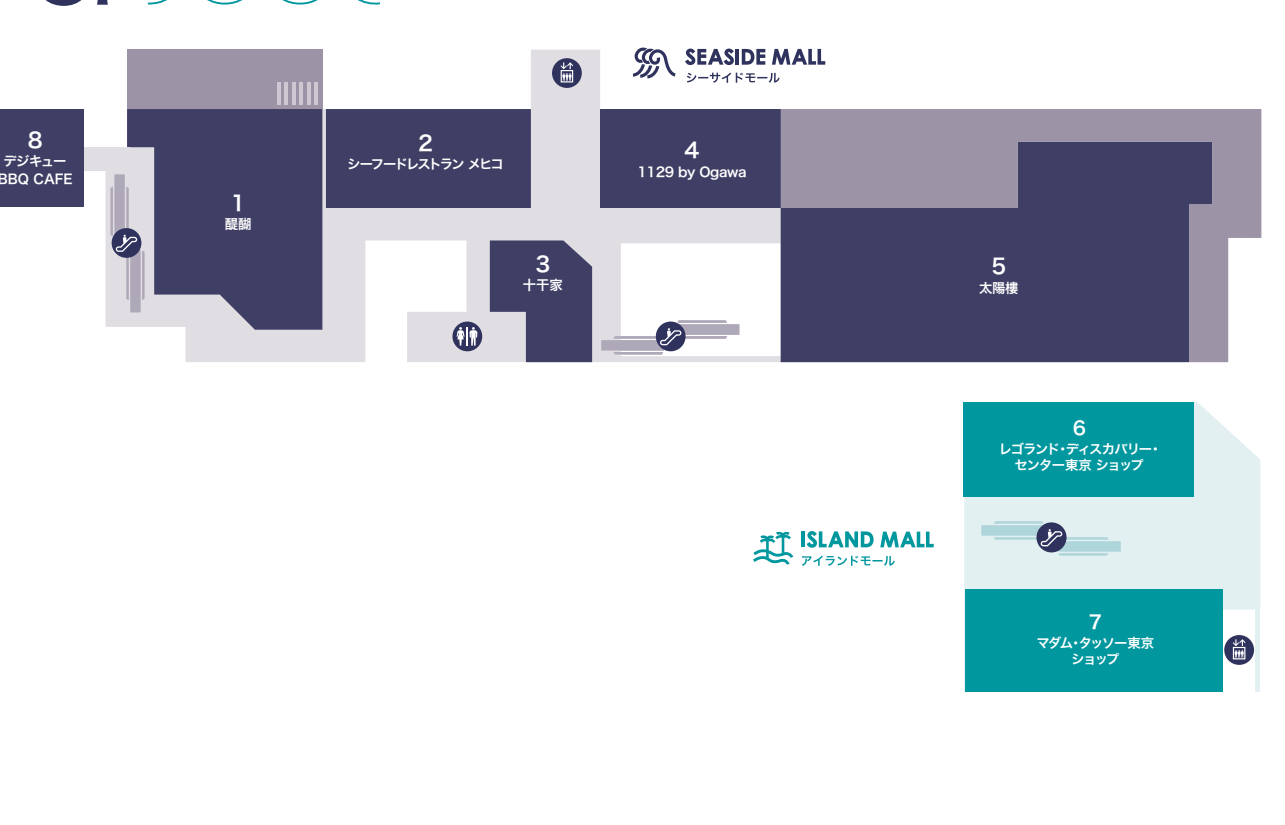 SEASIDE MALL
シーサイドモール
8
デジキュー
BBQ CAFE
1
醍醐
2
シーフードレストラン メヒコ
3
十干家
4
1129 by Ogawa
5
太陽樓
6
レゴランド・ディスカバリー・
センター東京 ショップ
ISLAND MALL
アイランドモール
7
マダム・タッソー東京
ショップ